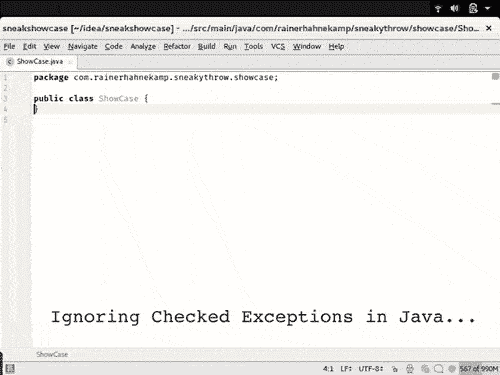 sneakshowcase [~/idea/sneakshowcase] - .../src/main/java/com/rainerhahnekamp/sneakythrow/showcase/Sho...
File Edit View Navigate Code Analyze Refactor Build Run Tools VCS Window Help
ShowCase.java
1 package com.rainerhahnekamp.sneakythrow.showcase;
2
3 public class ShowCase {
4 }
5
Ignoring Checked Exceptions in Java...
ShowCase
4:1 LF÷ UTF-8÷ 567 of 990M